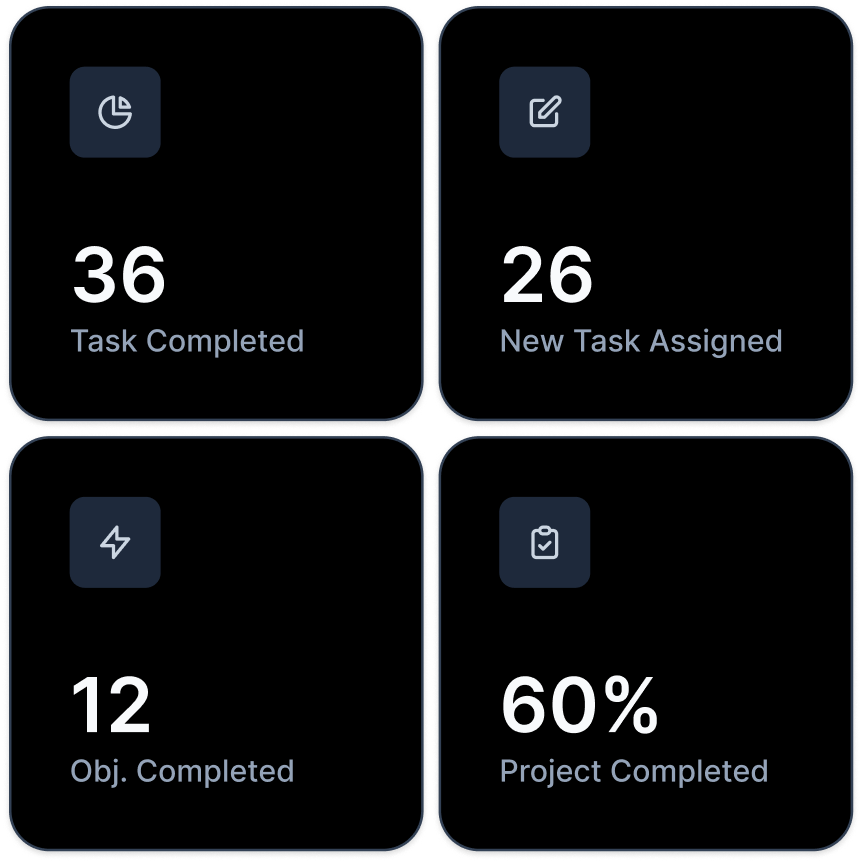 36
Task Completed
26
New Task Assigned
12
Obj. Completed
60%
Project Completed